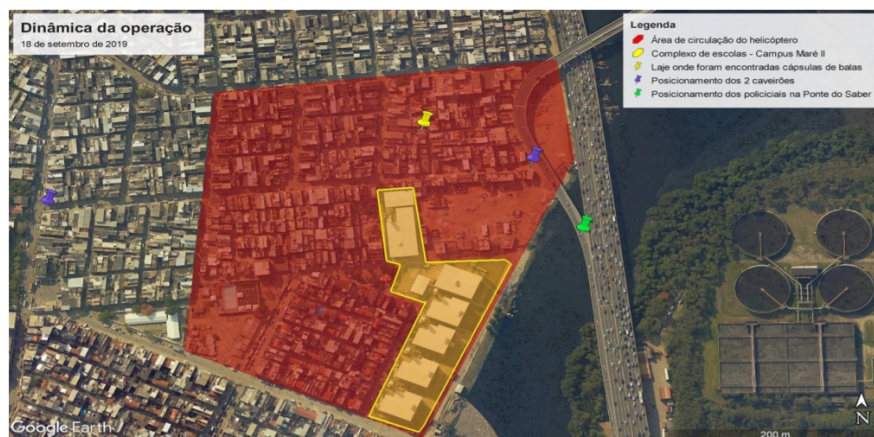 Dinâmica da operação
18 de setembro de 2019
Legenda
Área de circulação do helicóptero
Complexo de escolas - Campus Maré II
Laje onde foram encontradas cápsulas de balas
Posicionamento dos 2 caveirões
Posicionamento dos policiciais na Ponte do Saber
Google Earth
200 m
N